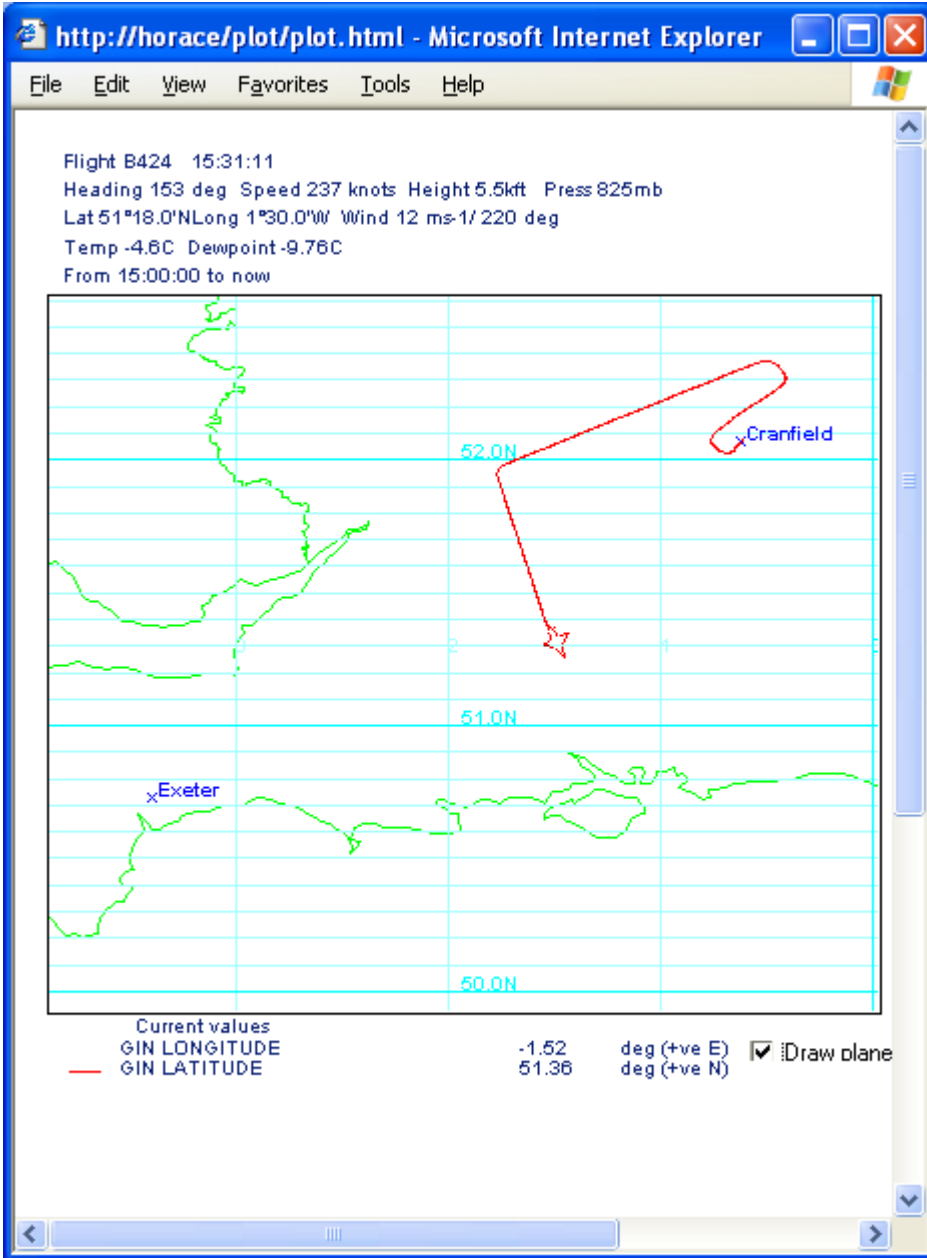 http://horace/plot/plot.html - Microsoft Internet Explorer
File Edit View Favorites Tools Help
Flight B424 15:31:11
Heading 153 deg Speed 237 knots Height 5.5kft Press 825mb
Lat 51°18.0'NLong 1°30.0'W Wind 12 ms-1/ 220 deg
Temp -4.6C Dewpoint -9.76C
From 15:00:00 to now
Cranfield
52.0N
51.0N
Exeter
50.0N
Current values
GIN LONGITUDE -1.52 deg (+ve E)
GIN LATITUDE 51.36 deg (+ve N)
Draw plane